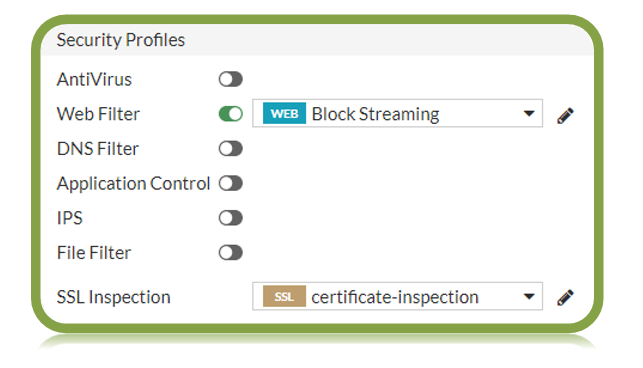 Security Profiles
AntiVirus
Web Filter WEB Block Streaming
DNS Filter
Application Control
IPS
File Filter
SSL Inspection SSL certificate-inspection